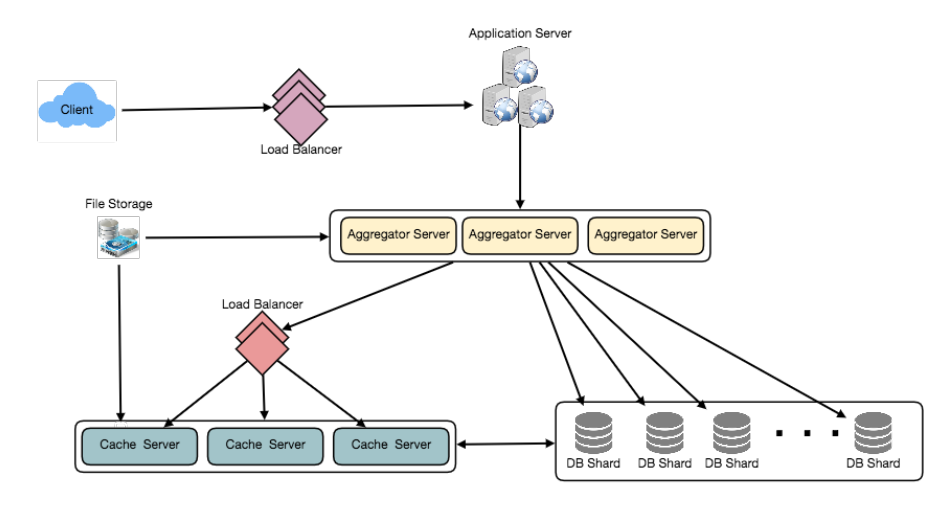 Application Server
Client
Load Balancer
File Storage
Aggregator Server
Aggregator Server
Aggregator Server
Load Balancer
Cache Server
Cache Server
Cache Server
DB Shard
DB Shard
DB Shard
DB Shard